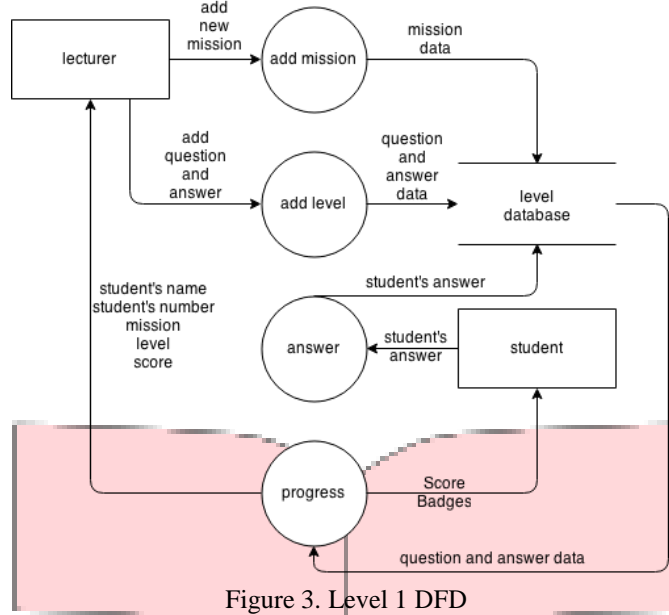 add
new
mission
lecturer
add mission
mission
data
add
question
and
answer
add level
question
and
answer
data
level
database
student's answer
student's name
student's number
mission
level
score
answer
student's
answer
student
progress
Score
Badges
question and answer data
Figure 3. Level 1 DFD